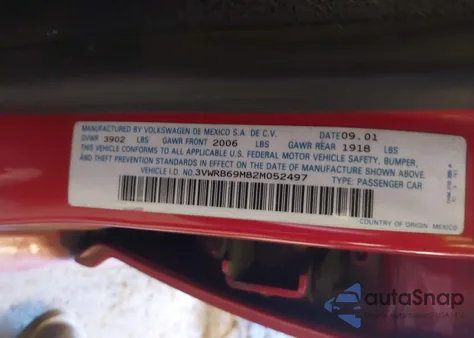 MANUFACTURED BY VOLKSWAGEN DE MEXICO S.A. DE C.V. DATE 09.01
GVWR 3902 LBS GAWR FRONT 2006 LBS GAWR REAR 1918 LBS
THIS VEHICLE CONFORMS TO ALL APPLICABLE U.S. FEDERAL MOTOR VEHICLE SAFETY, BUMPER,
AND THEFT PREVENTION STANDARDS IN EFFECT ON THE DATE OF MANUFACTURE SHOWN ABOVE.
VEHICLE I.D. NO. 3VWRB69M82M052497 TYPE: PASSENGER CAR
COUNTRY OF ORIGIN MEXICO
autoSnap